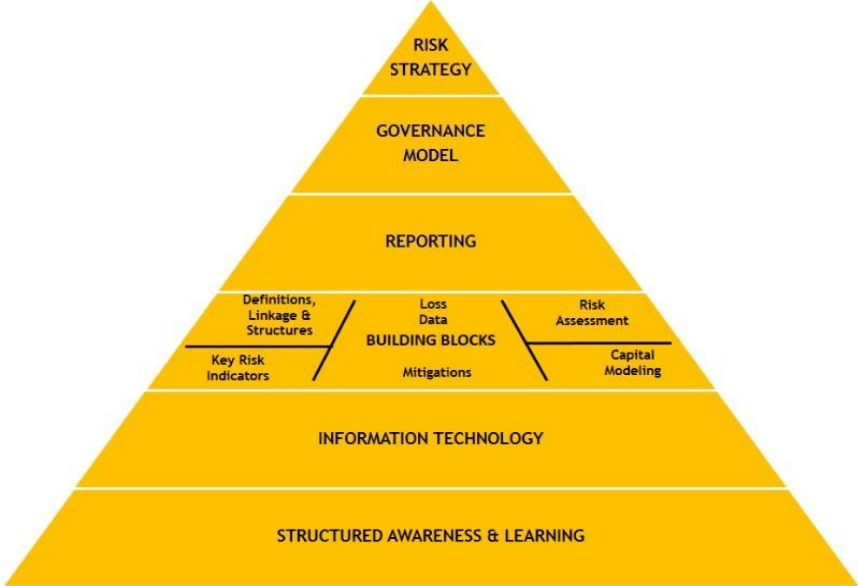 RISK
STRATEGY
GOVERNANCE
MODEL
REPORTING
Definitions,
Linkage &
Structures
Key Risk
Indicators
Loss
Data
BUILDING BLOCKS
Mitigations
Risk
Assessment
Capital
Modeling
INFORMATION TECHNOLOGY
STRUCTURED AWARENESS & LEARNING